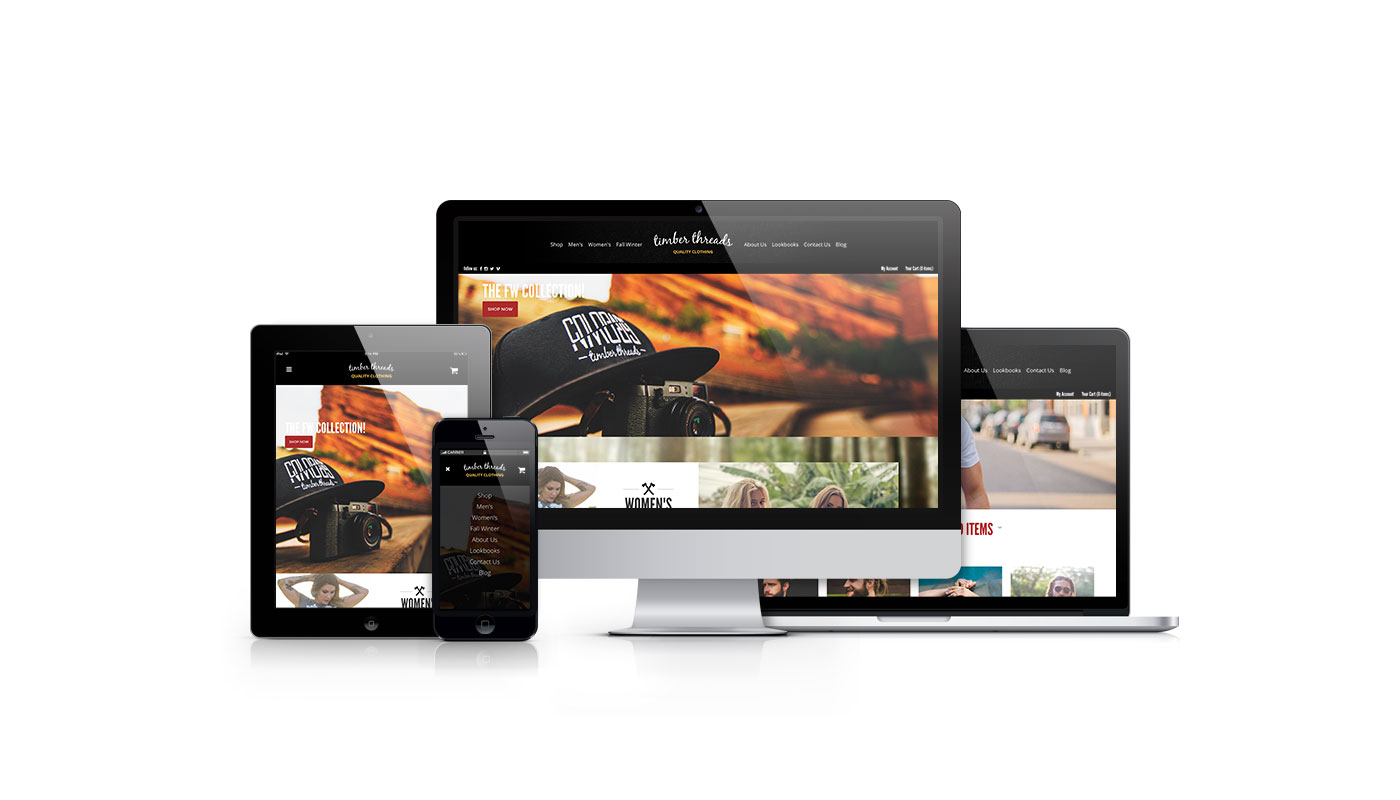 Shop Men's Women's Fall Winter timber threads About Us Lookbooks Contact Us Blog
QUALITY CLOTHING
follow us: My Account Your Cart (0 items)
THE FW COLLECTION!
SHOP NOW
COLORADO
timber threads
WOMEN'S
timber threads
QUALITY CLOTHING
THE FW COLLECTION!
SHOP NOW
timber threads
WOMEN'S
CARRIER
timber threads
QUALITY CLOTHING
Shop
Men's
Women's
Fall Winter
About Us
Lookbooks
Contact Us
Blog
About Us Lookbooks Contact Us Blog
My Account Your Cart (0 items)
ITEMS